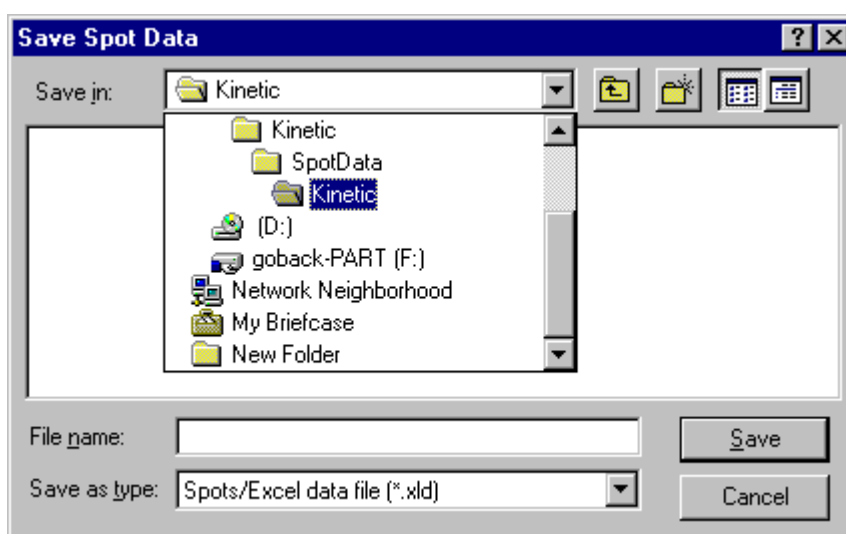 Save Spot Data
Save in: Kinetic
Kinetic
SpotData
Kinetic
(D:)
goback-PART (F:)
Network Neighborhood
My Briefcase
New Folder
File name: Save
Save as type: Spots/Excel data file (*.xld) Cancel